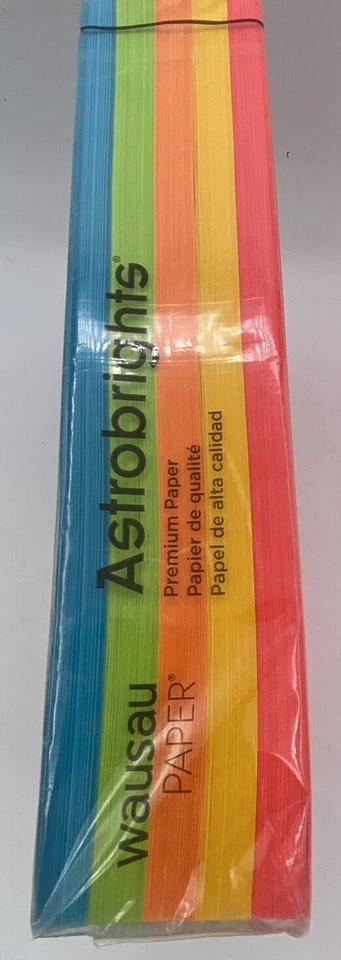 wausau
PAPER®
Astrobrights®
Premium Paper
Papier de qualité
Papel de alta calidad